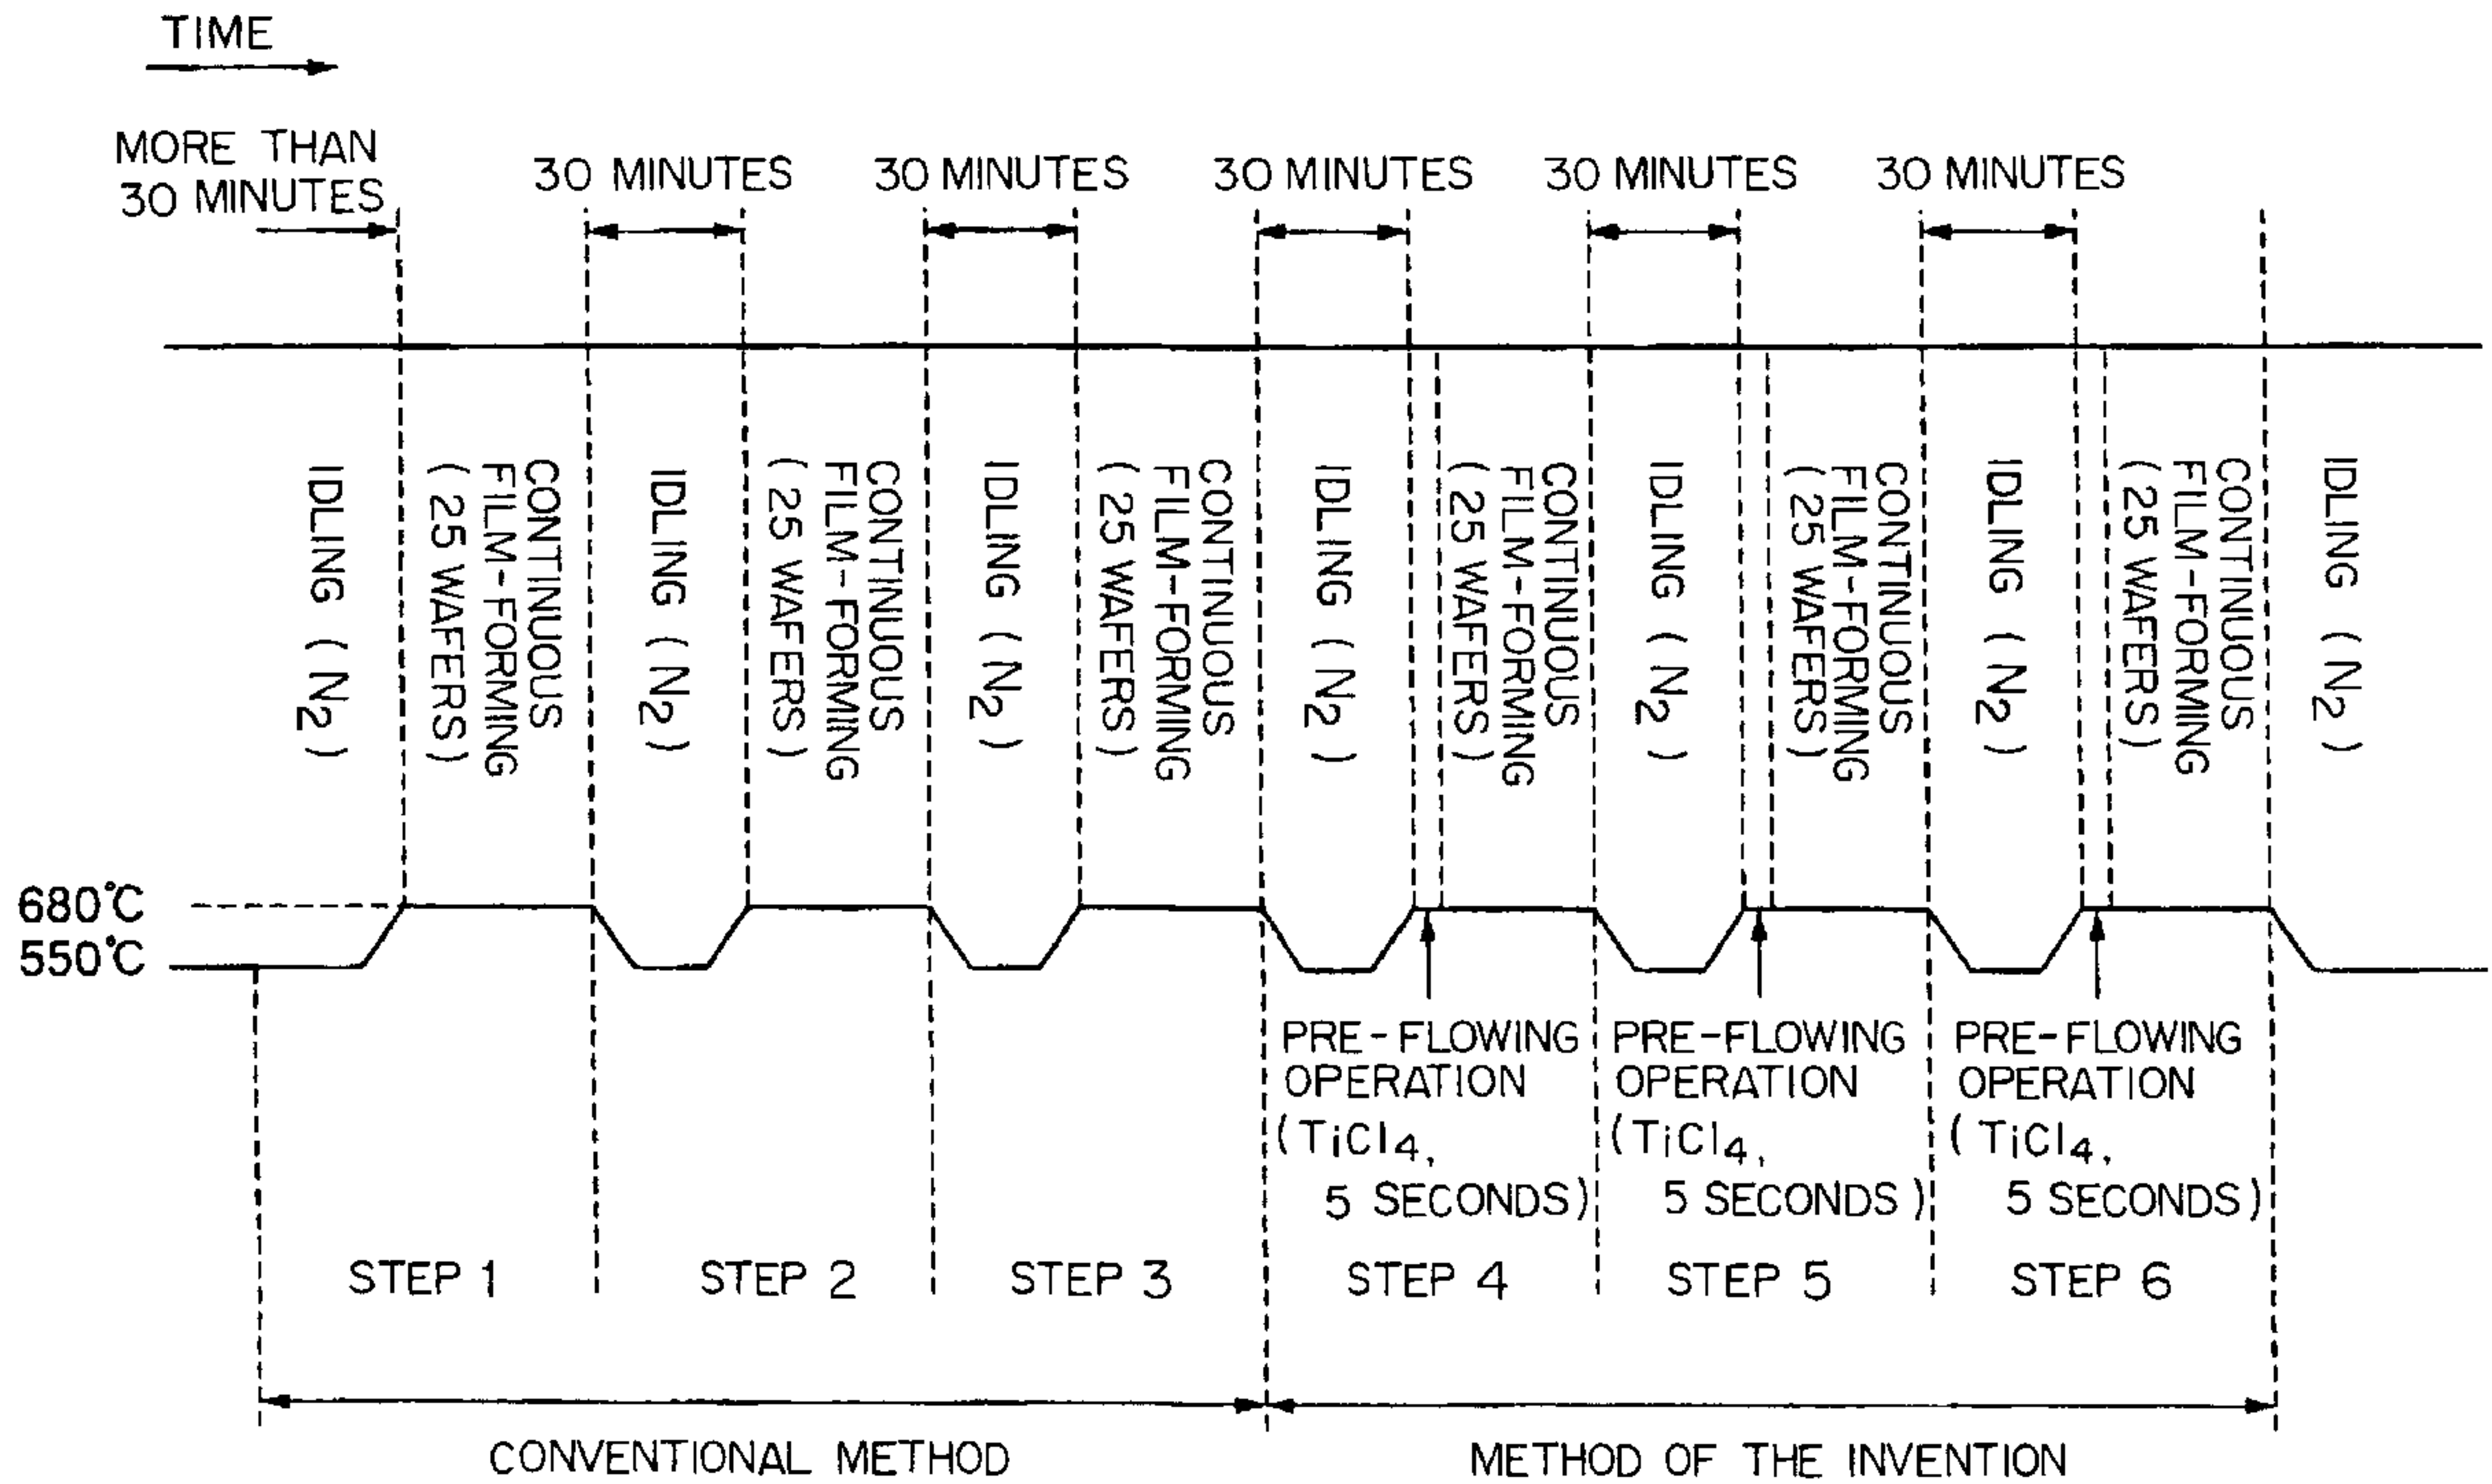 TIME
MORE THAN
30 MINUTES
30 MINUTES
30 MINUTES
30 MINUTES
30 MINUTES
30 MINUTES
IDLING (N2)
CONTINUOUS
FILM-FORMING
(25 WAFERS)
IDLING (N2)
CONTINUOUS
FILM-FORMING
(25 WAFERS)
IDLING (N2)
CONTINUOUS
FILM-FORMING
(25 WAFERS)
IDLING (N2)
CONTINUOUS
FILM-FORMING
(25 WAFERS)
IDLING (N2)
CONTINUOUS
FILM-FORMING
(25 WAFERS)
IDLING (N2)
CONTINUOUS
FILM-FORMING
(25 WAFERS)
IDLING (N2)
680°C
550°C
PRE-FLOWING
OPERATION
(TiCl4,
5 SECONDS)
PRE-FLOWING
OPERATION
(TiCl4,
5 SECONDS)
PRE-FLOWING
OPERATION
(TiCl4,
5 SECONDS)
STEP 1
STEP 2
STEP 3
STEP 4
STEP 5
STEP 6
CONVENTIONAL METHOD
METHOD OF THE INVENTION